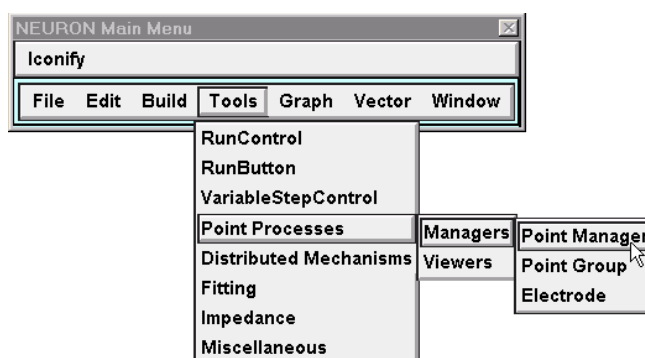 NEURON Main Menu
Iconify
File Edit Build Tools Graph Vector Window
RunControl
RunButton
VariableStepControl
Point Processes Managers Point Manager
Distributed Mechanisms Viewers Point Group
Fitting Electrode
Impedance
Miscellaneous